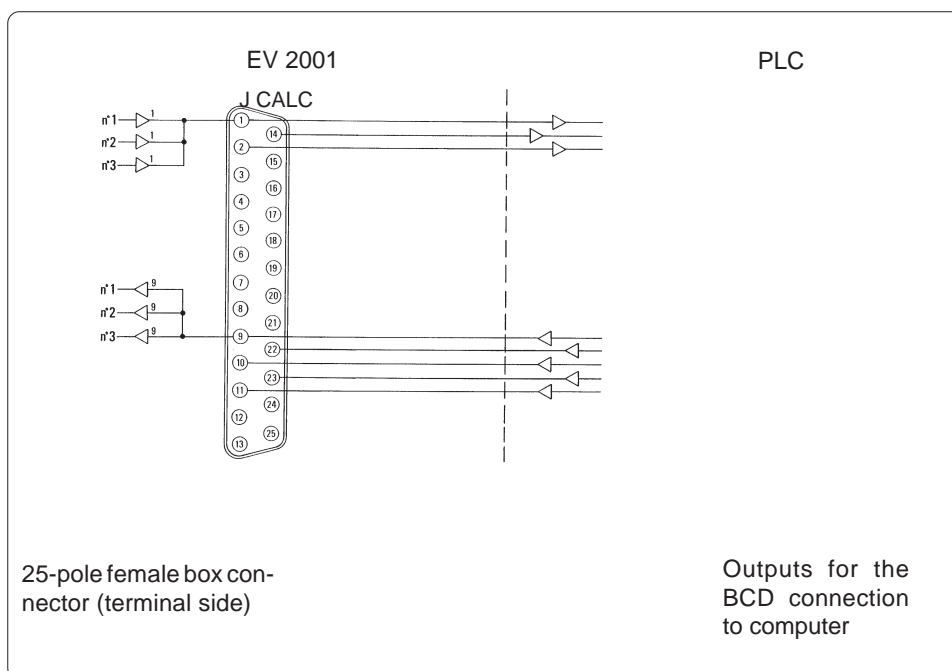 EV 2001
PLC
J CALC
n°1 1
n°2 1
n°3 1
1
14
2
15
3
16
4
17
5
18
6
19
7
20
8
21
n°1 9
n°2 9
n°3 9
9
22
10
23
11
24
12
25
13
25-pole female box con-
nector (terminal side)
Outputs for the
BCD connection
to computer